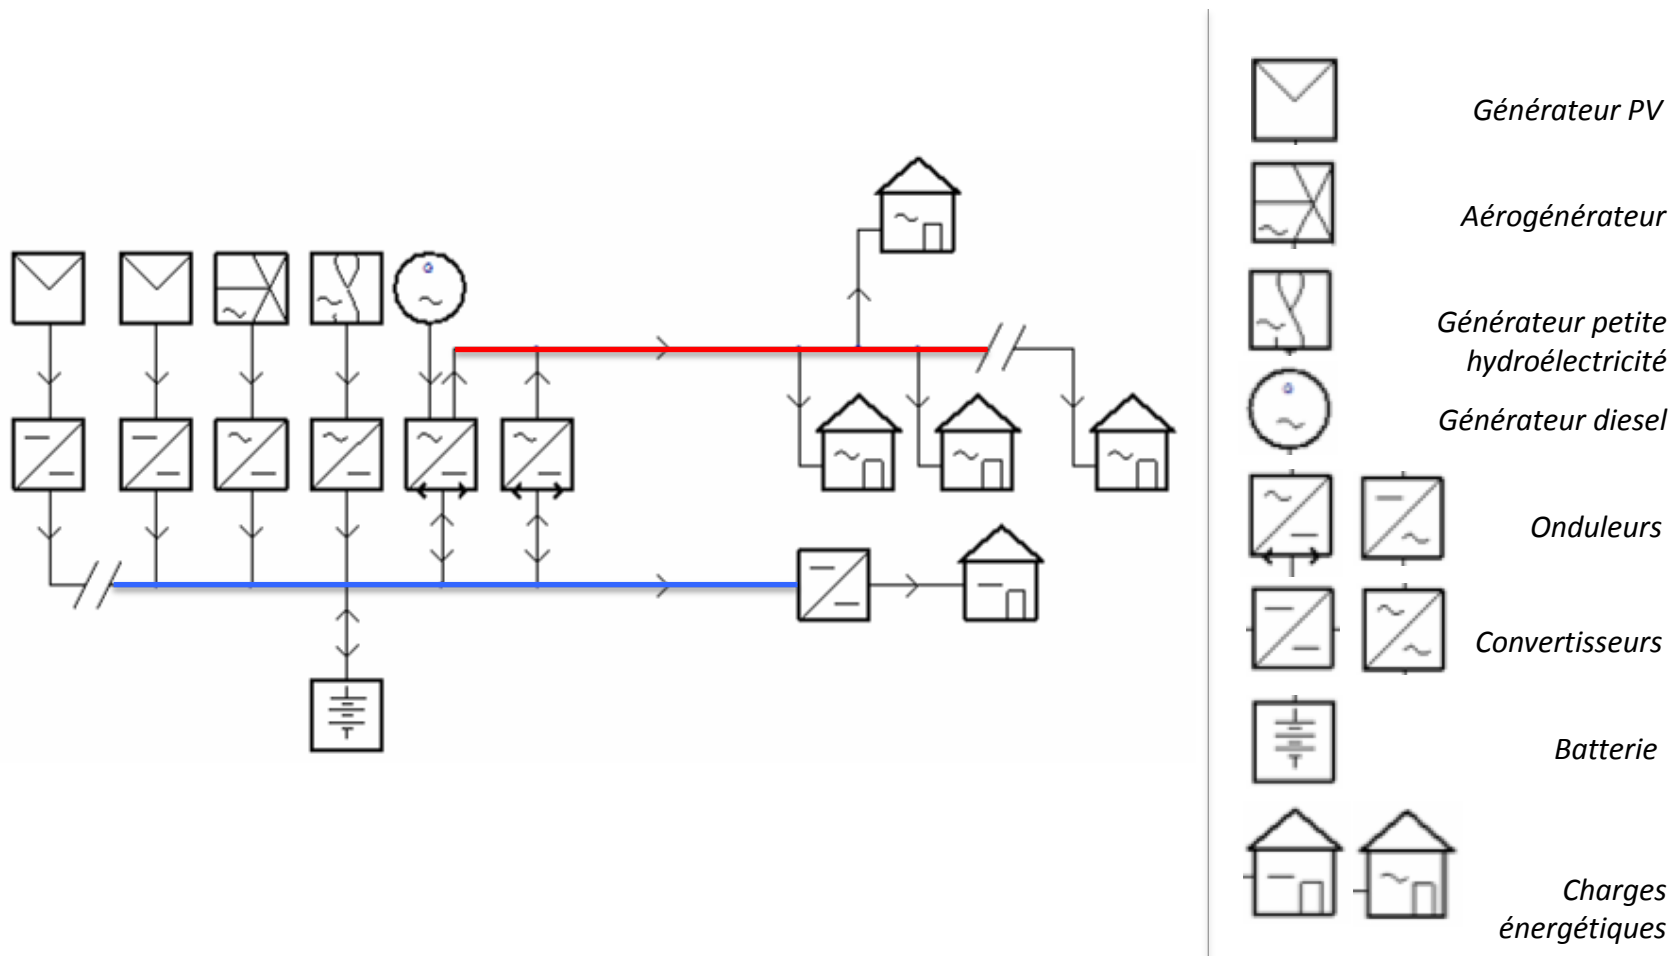 Générateur PV
Aérogénérateur
Générateur petite
hydroélectricité
Générateur diesel
Onduleurs
Convertisseurs
Batterie
Charges
énergétiques